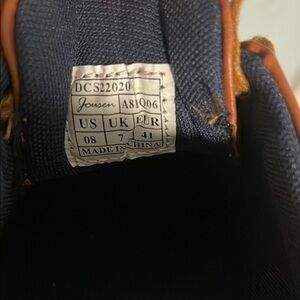 DCS22020
Jousen A81Q06
US UK EUR
08 7 41
MADE IN CHINA